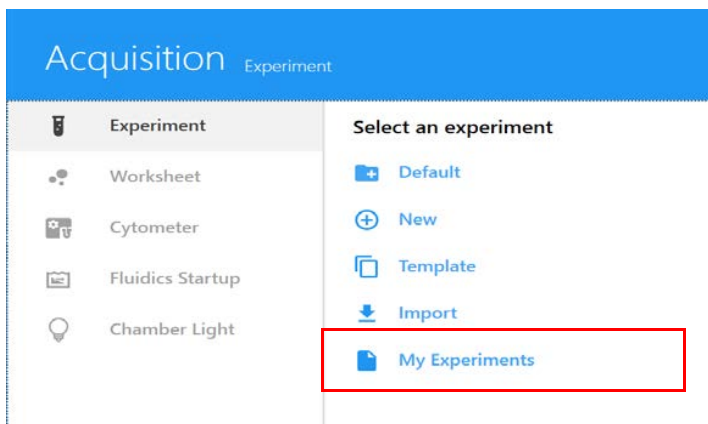 Acquisition Experiment
Experiment
Worksheet
Cytometer
Fluidics Startup
Chamber Light
Select an experiment
Default
New
Template
Import
My Experiments